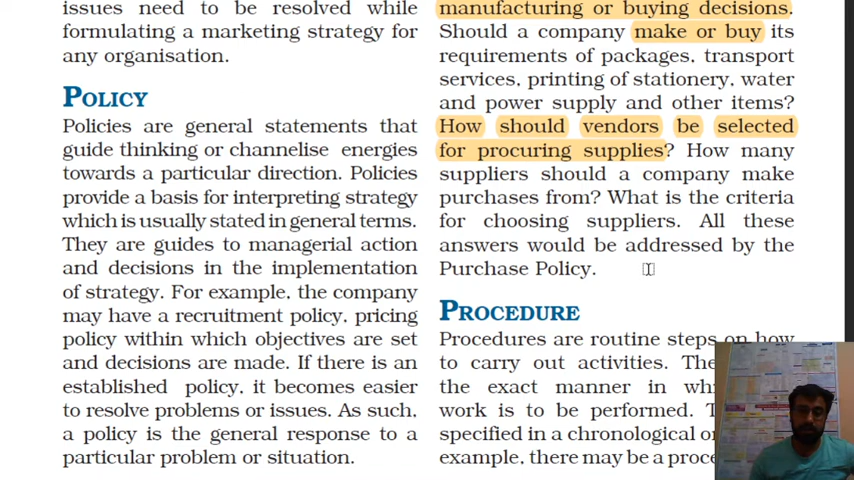 issues need to be resolved while
formulating a marketing strategy for
any organisation.
POLICY
Policies are general statements that
guide thinking or channelise energies
towards a particular direction. Policies
provide a basis for interpreting strategy
which is usually stated in general terms.
They are guides to managerial action
and decisions in the implementation
of strategy. For example, the company
may have a recruitment policy, pricing
policy within which objectives are set
and decisions are made. If there is an
established policy, it becomes easier
to resolve problems or issues. As such,
a policy is the general response to a
particular problem or situation.
manufacturing or buying decisions.
Should a company make or buy its
requirements of packages, transport
services, printing of stationery, water
and power supply and other items?
How should vendors be selected
for procuring supplies? How many
suppliers should a company make
purchases from? What is the criteria
for choosing suppliers. All these
answers would be addressed by the
Purchase Policy.
PROCEDURE
Procedures are routine steps on how
to carry out activities. The
the exact manner in
work is to be performed.
specified in a chronological
example, there may be a